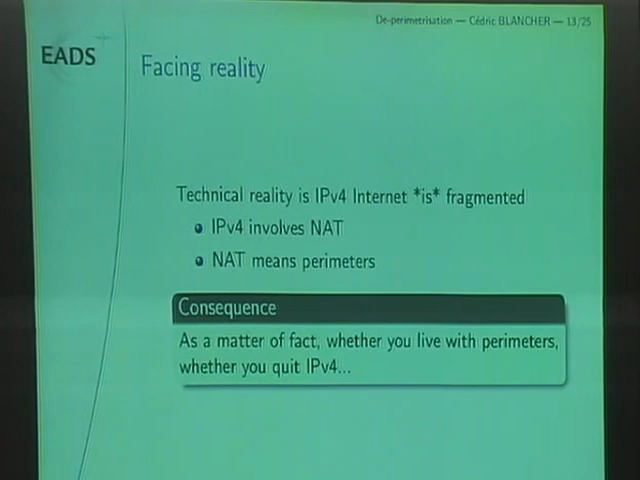 De-perimetrisation — Cédric BLANCHER — 13/25
EADS
Facing reality
Technical reality is IPv4 Internet *is* fragmented
IPv4 involves NAT
NAT means perimeters
Consequence
As a matter of fact, whether you live with perimeters,
whether you quit IPv4...